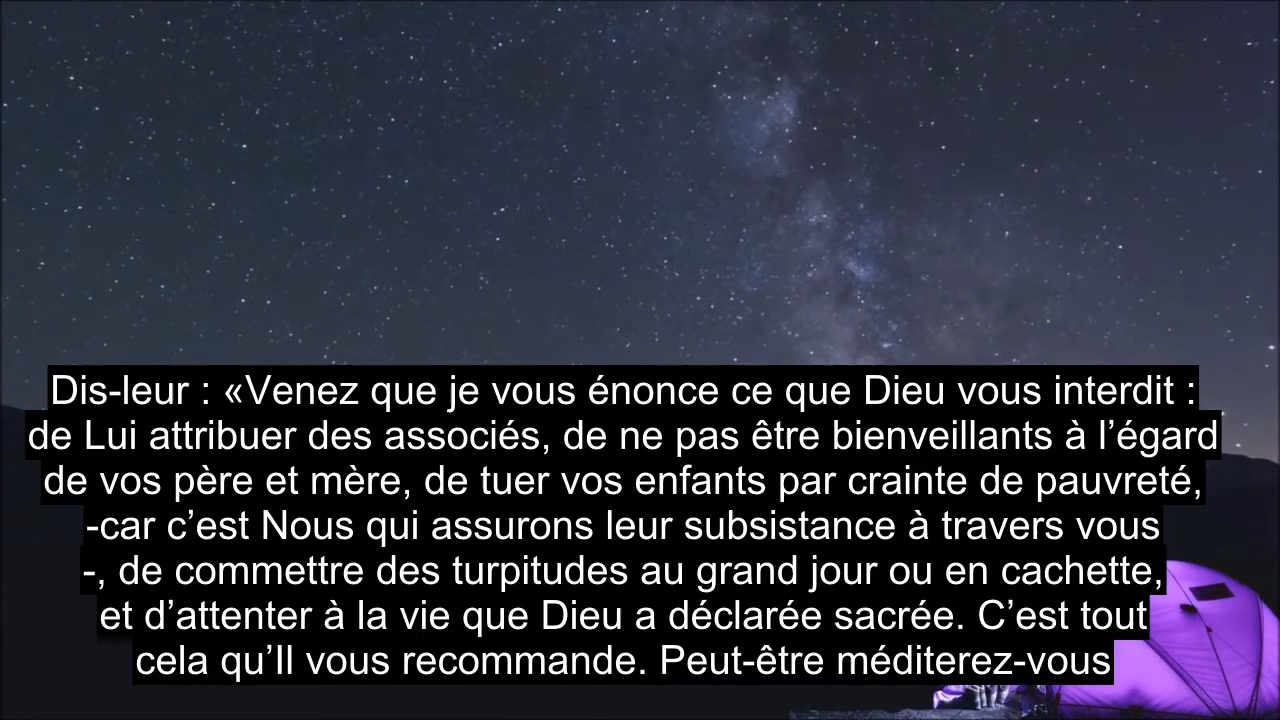 Dis-leur : «Venez que je vous énonce ce que Dieu vous interdit :
de Lui attribuer des associés, de ne pas être bienveillants à l’égard
de vos père et mère, de tuer vos enfants par crainte de pauvreté,
-car c’est Nous qui assurons leur subsistance à travers vous
-, de commettre des turpitudes au grand jour ou en cachette,
et d’attenter à la vie que Dieu a déclarée sacrée. C’est tout
cela qu’Il vous recommande. Peut-être méditerez-vous